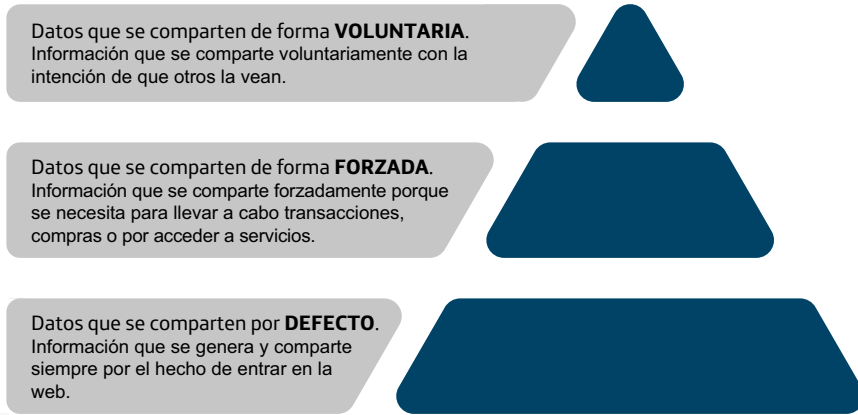 Datos que se comparten de forma VOLUNTARIA.
Información que se comparte voluntariamente con la
intención de que otros la vean.
Datos que se comparten de forma FORZADA.
Información que se comparte forzadamente porque
se necesita para llevar a cabo transacciones,
compras o por acceder a servicios.
Datos que se comparten por DEFECTO.
Información que se genera y comparte
siempre por el hecho de entrar en la
web.